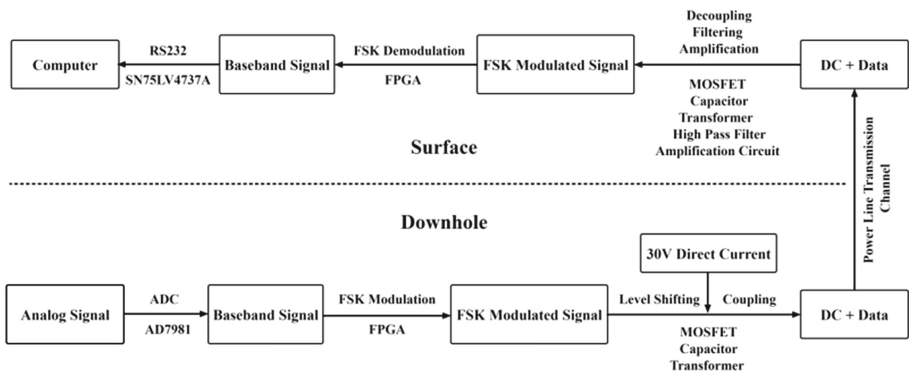 Decoupling
Filtering
Amplification
Computer
RS232
SN75LV4737A
Baseband Signal
FSK Demodulation
FPGA
FSK Modulated Signal
DC + Data
MOSFET
Capacitor
Transformer
High Pass Filter
Amplification Circuit
Surface
Power Line Transmission
Channel
Downhole
30V Direct Current
Analog Signal
ADC
AD7981
Baseband Signal
FSK Modulation
FPGA
FSK Modulated Signal
Level Shifting
Coupling
MOSFET
Capacitor
Transformer
DC + Data